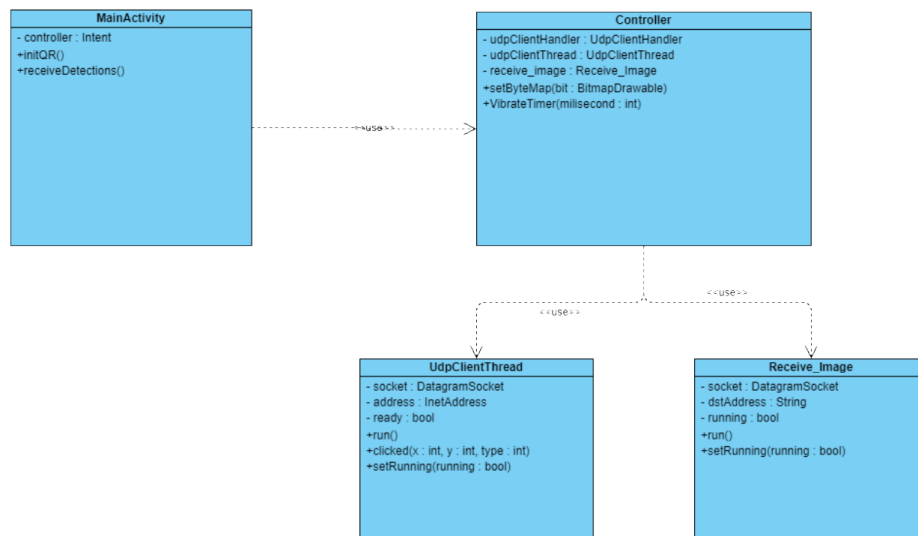 MainActivity
- controller : Intent
+initQR()
+receiveDetections()
<<use>>
Controller
- udpClientHandler : UdpClientHandler
- udpClientThread : UdpClientThread
- receive_image : Receive_Image
+setByteMap(bit : BitmapDrawable)
+VibrateTimer(milisecond : int)
<<use>>
<<use>>
UdpClientThread
- socket : DatagramSocket
- address : InetAddress
- ready : bool
+run()
+clicked(x : int, y : int, type : int)
+setRunning(running : bool)
Receive_Image
- socket : DatagramSocket
- dstAddress : String
- running : bool
+run()
+setRunning(running : bool)